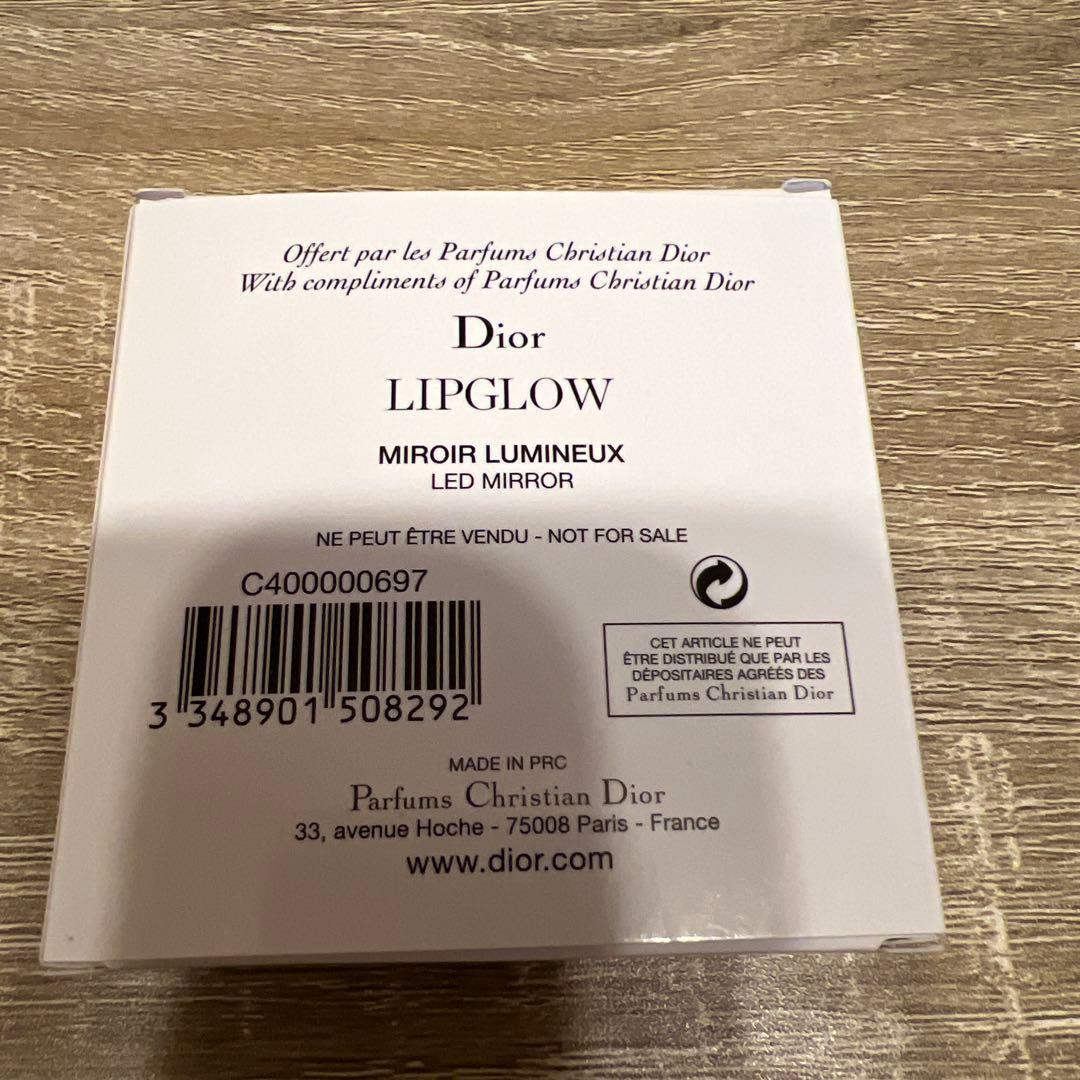 Offert par les Parfums Christian Dior
With compliments of Parfums Christian Dior
Dior
LIPGLOW
MIROIR LUMINEUX
LED MIRROR
NE PEUT ÊTRE VENDU - NOT FOR SALE
C400000697
3 348901 508292
CET ARTICLE NE PEUT
ÊTRE DISTRIBUÉ QUE PAR LES
DÉPOSITAIRES AGRÉÉS DES
Parfums Christian Dior
MADE IN PRC
Parfums Christian Dior
33, avenue Hoche - 75008 Paris - France
www.dior.com